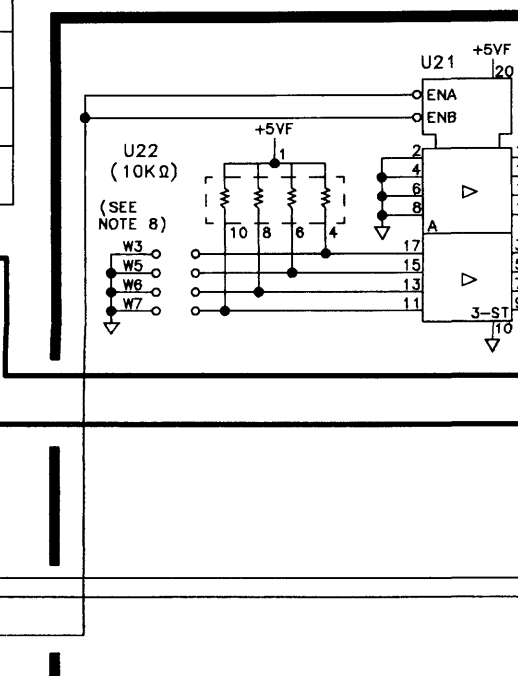 +5VF
U21
20
ENA
ENB
+5VF
1
U22
(10KΩ)
2
4
6
8
A
10 8 6 4
(SEE
NOTE 8)
W3
W5
W6
W7
17
15
13
11
3-ST
10